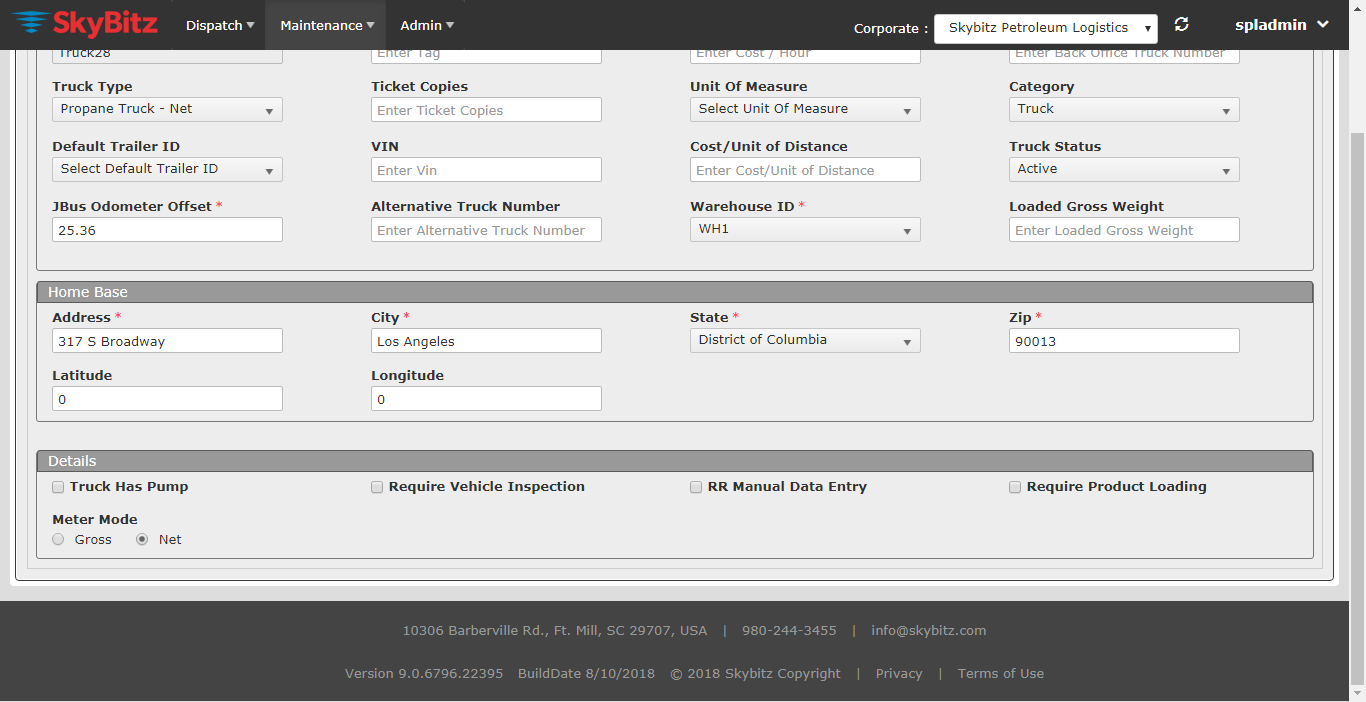 SkyBitz Dispatch Maintenance Admin Corporate : Skybitz Petroleum Logistics spladmin
Truck28 Enter Tag Enter Cost / Hour Enter Back Office Truck Number
Truck Type Ticket Copies Unit Of Measure Category
Propane Truck - Net Enter Ticket Copies Select Unit Of Measure Truck
Default Trailer ID VIN Cost/Unit of Distance Truck Status
Select Default Trailer ID Enter Vin Enter Cost/Unit of Distance Active
JBus Odometer Offset * Alternative Truck Number Warehouse ID * Loaded Gross Weight
25.36 Enter Alternative Truck Number WH1 Enter Loaded Gross Weight
Home Base
Address * City * State * Zip *
317 S Broadway Los Angeles District of Columbia 90013
Latitude Longitude
0 0
Details
Truck Has Pump Require Vehicle Inspection RR Manual Data Entry Require Product Loading
Meter Mode
Gross Net
10306 Barberville Rd., Ft. Mill, SC 29707, USA | 980-244-3455 | info@skybitz.com
Version 9.0.6796.22395 BuildDate 8/10/2018 © 2018 Skybitz Copyright | Privacy | Terms of Use